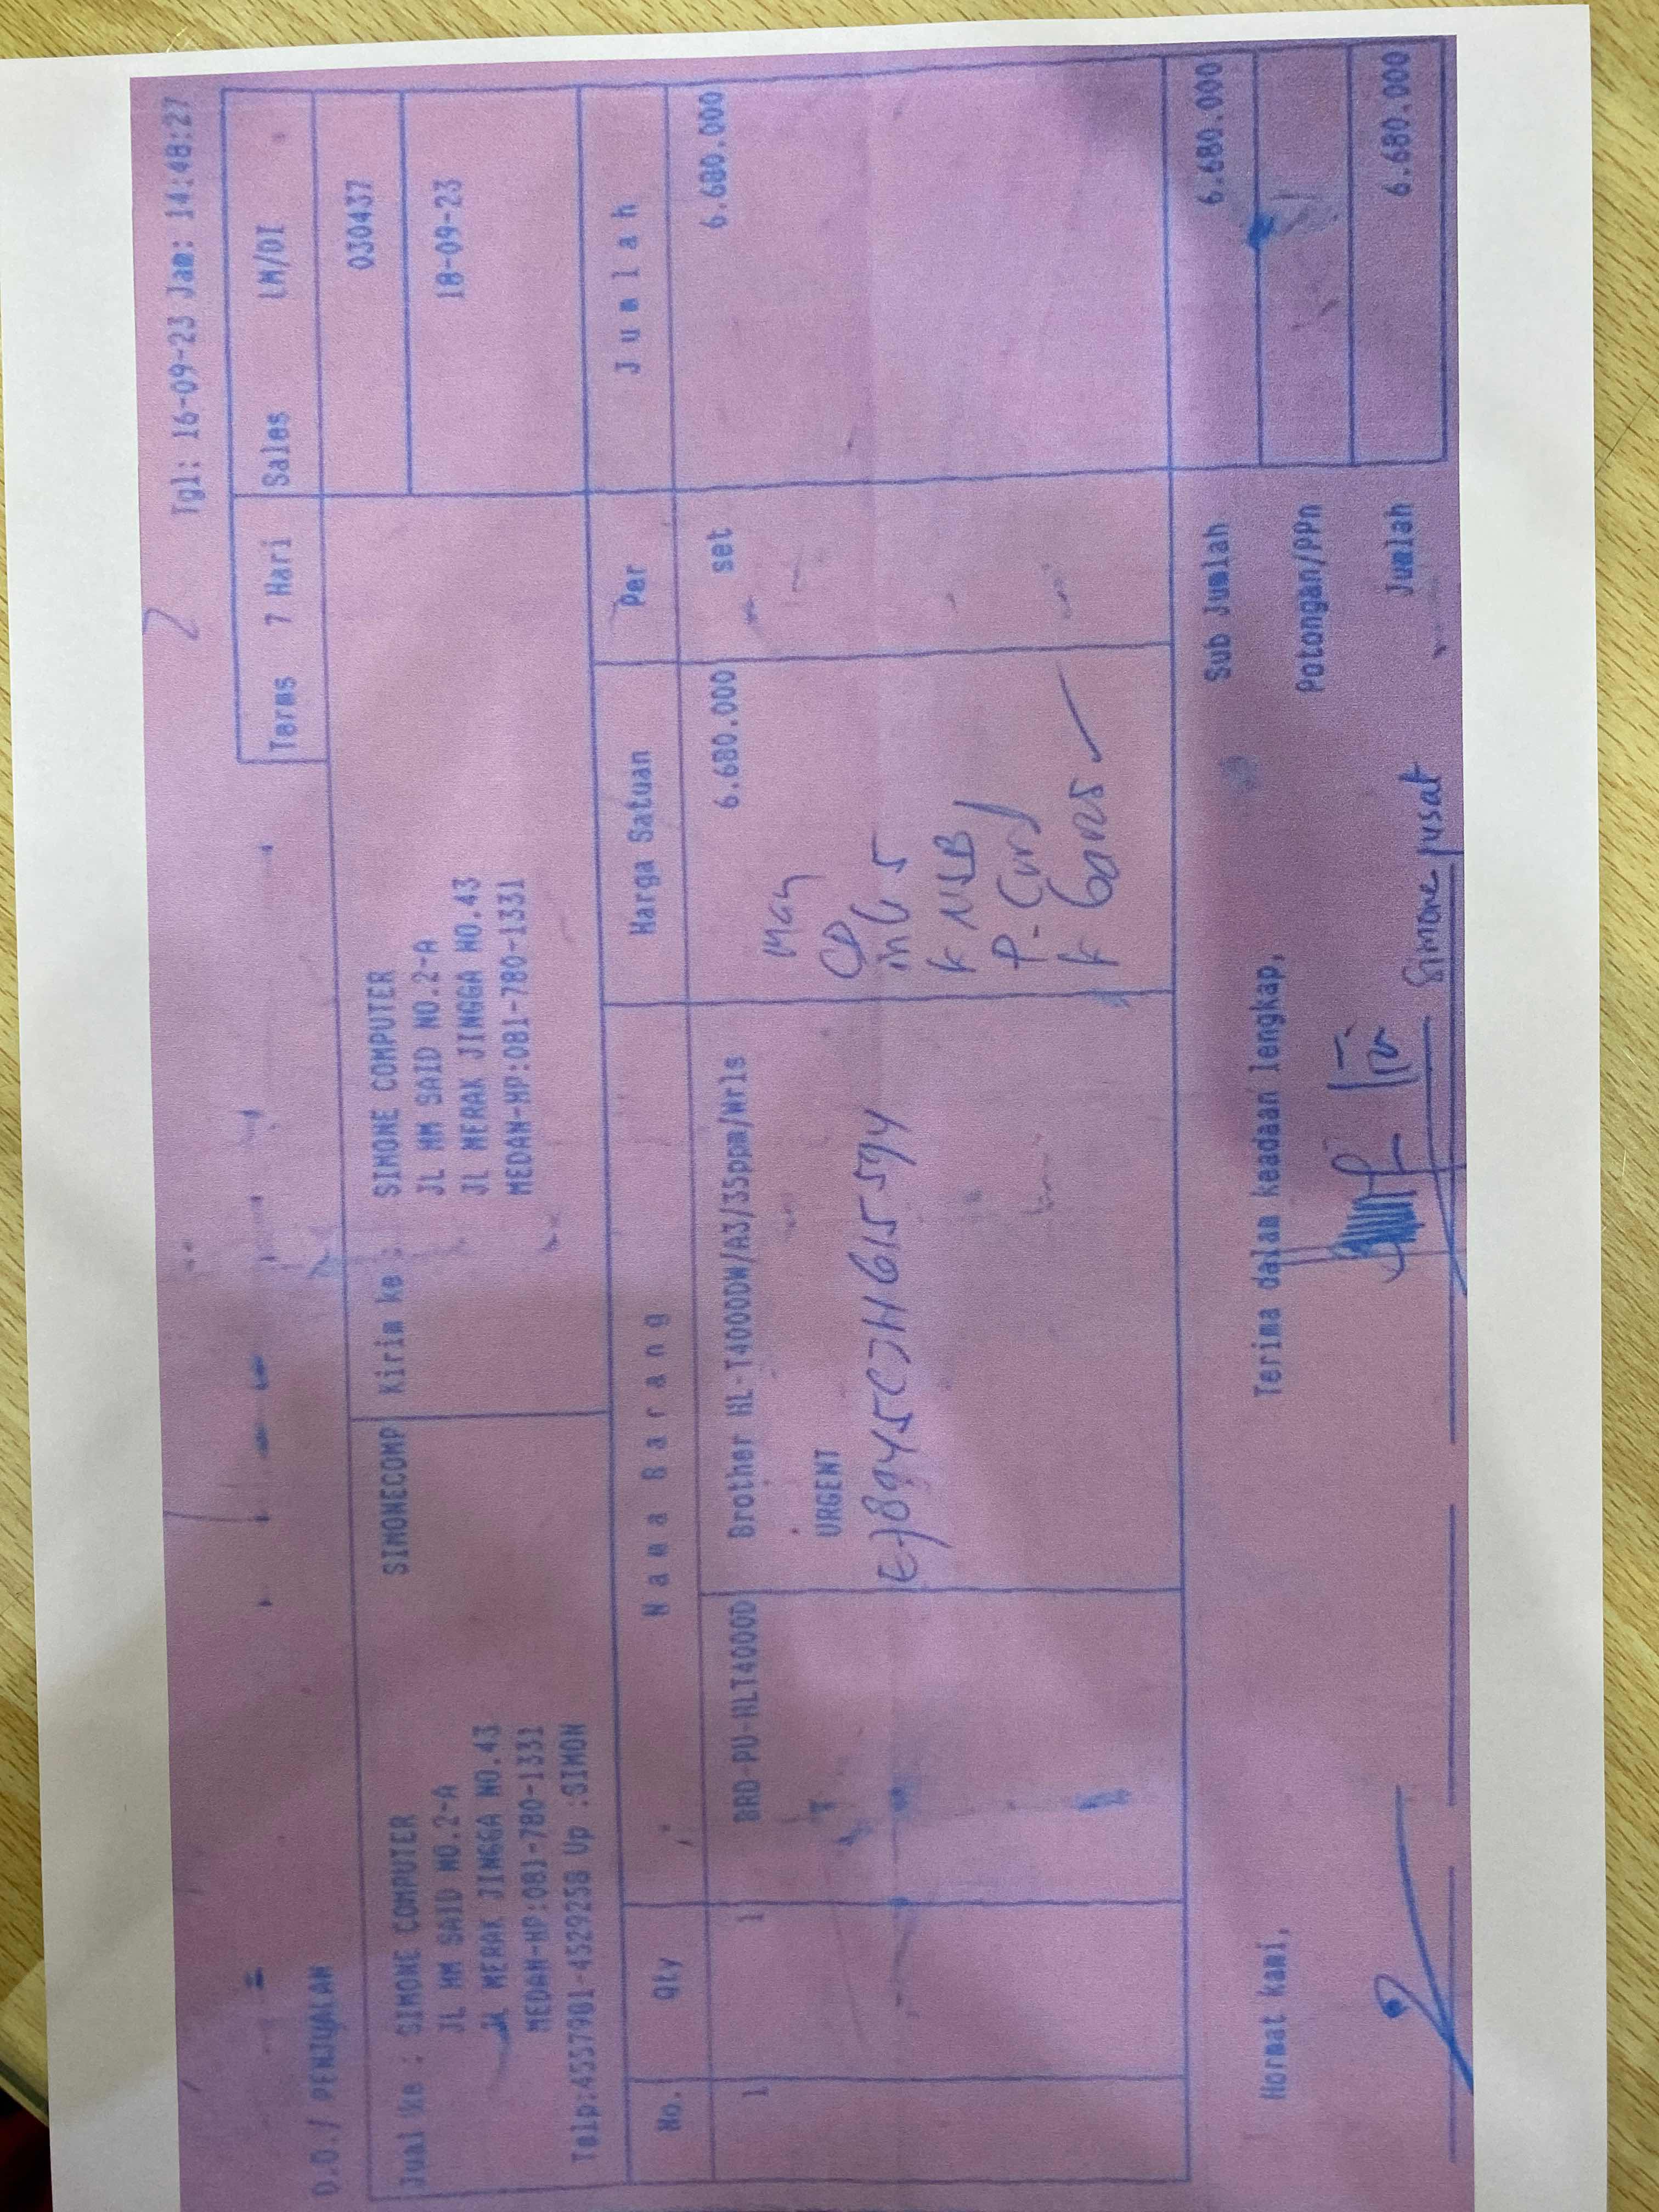 Tgl: 16-09-23 Jam: 14:48:27
D.O./ PENJUALAN
Terms 7 Hari Sales LM/DI
Jual Ke : SIMONE COMPUTER SIMONECOMP Kirim ke : SIMONE COMPUTER 030437
JL HM SAID NO.2-A JL HM SAID NO.2-A
JL MERAK JINGGA NO.43 JL MERAK JINGGA NO.43 18-09-23
MEDAN-HP:081-780-1331 MEDAN-HP:081-780-1331
Telp:4557981-4529258 Up :SIMON
No. Qty Nama Barang Harga Satuan Per Jumlah
1 1 BRD-PU-HLT4000D Brother HL-T4000DW/A3/35ppm/Wrls 6.680.000 set 6.680.000
URGENT
CD
K USB
Sub Jumlah 6.680.000
Hormat kami, Terima dalam keadaan lengkap, Potongan/PPn
Jumlah 6.680.000
Simone pusat